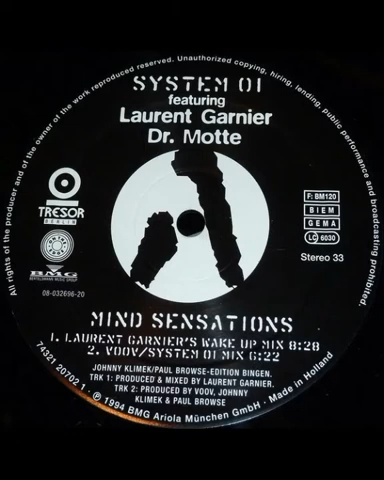 All rights of the producer and of the owner of the work reproduced reserved. Unauthorized copying, hiring, lending, public performance and broadcasting prohibited.
SYSTEM 01
featuring
Laurent Garnier
Dr. Motte
TRESOR
BERLIN
BMG
BERTELSMANN MUSIC GROUP
08-032696-20
F: BM120
BIEM
GEMA
LC 6030
Stereo 33
MIND SENSATIONS
1. LAURENT GARNIER'S WAKE UP MIX 8:28
2. VOOV/SYSTEM 01 MIX 6:22
JOHNNY KLIMEK/PAUL BROWSE-EDITION BINGEN.
TRK 1: PRODUCED & MIXED BY LAURENT GARNIER.
TRK 2: PRODUCED BY VOOV, JOHNNY
KLIMEK & PAUL BROWSE
74321 20702 1 · ℗ 1994 BMG Ariola München GmbH · Made in Holland